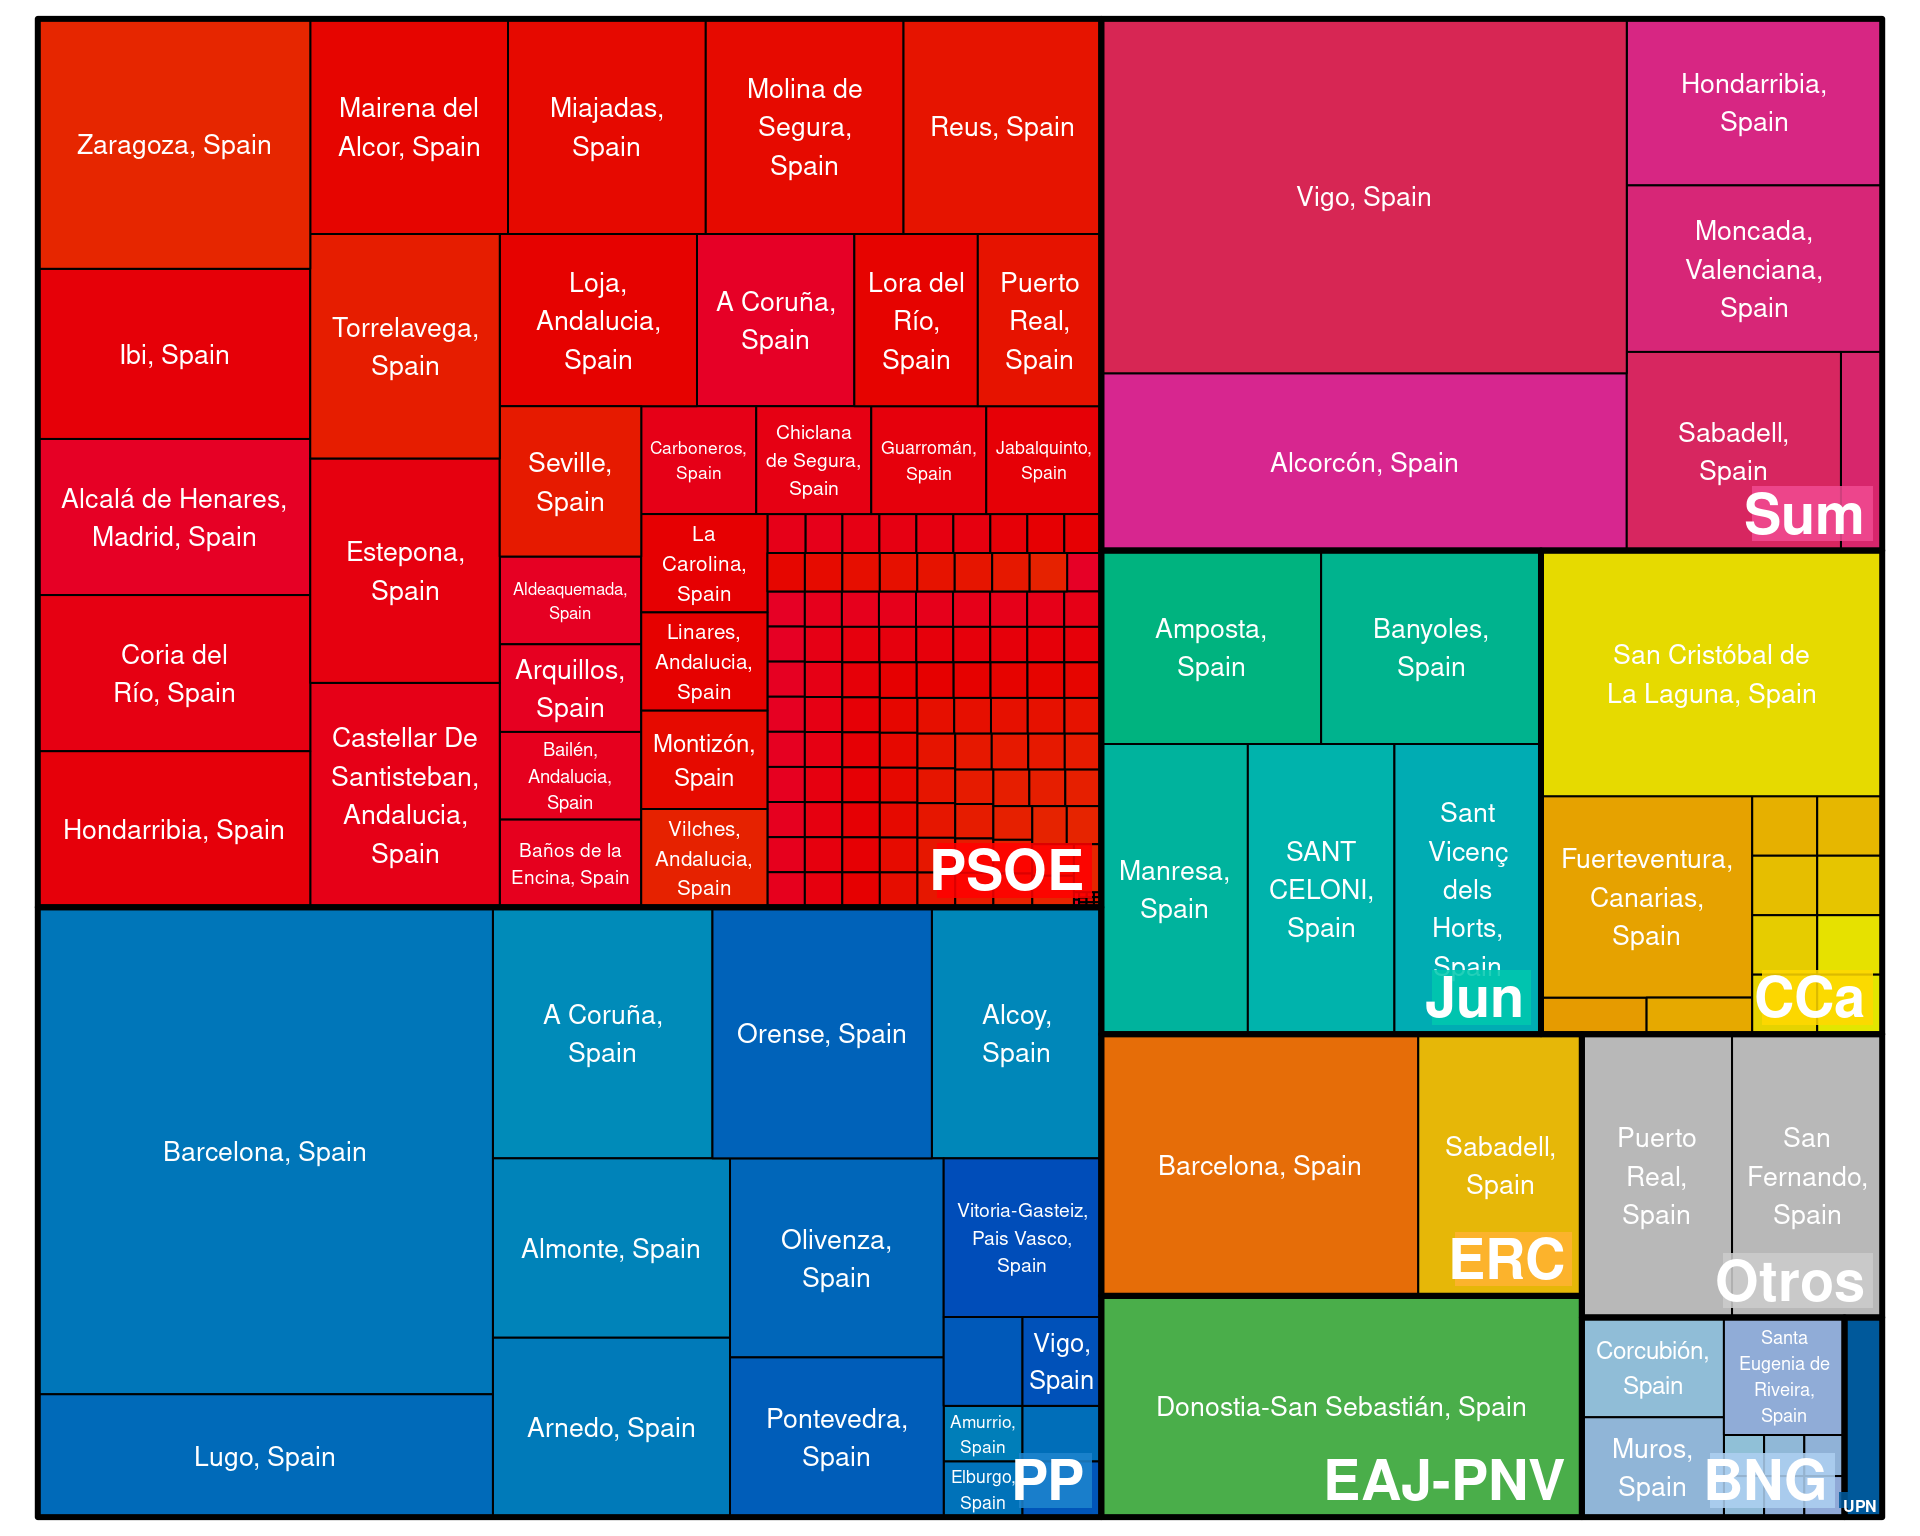 Zaragoza, Spain
Mairena del
Alcor, Spain
Miajadas,
Spain
Molina de
Segura,
Spain
Reus, Spain
Ibi, Spain
Torrelavega,
Spain
Loja,
Andalucia,
Spain
A Coruña,
Spain
Lora del
Río,
Spain
Puerto
Real,
Spain
Alcalá de Henares,
Madrid, Spain
Estepona,
Spain
Seville,
Spain
Carboneros,
Spain
Chiclana
de Segura,
Spain
Guarromán,
Spain
Jabalquinto,
Spain
La
Carolina,
Spain
Aldeaquemada,
Spain
Linares,
Andalucia,
Spain
Coria del
Río, Spain
Arquillos,
Spain
Castellar De
Santisteban,
Andalucia,
Spain
Montizón,
Spain
Bailén,
Andalucia,
Spain
Hondarribia, Spain
Baños de la
Encina, Spain
Vilches,
Andalucia,
Spain
PSOE
Barcelona, Spain
Lugo, Spain
A Coruña,
Spain
Orense, Spain
Alcoy,
Spain
Almonte, Spain
Olivenza,
Spain
Vitoria-Gasteiz,
Pais Vasco,
Spain
Arnedo, Spain
Pontevedra,
Spain
Vigo,
Spain
Amurrio,
Spain
Elburgo,
Spain
PP
Vigo, Spain
Hondarribia,
Spain
Moncada,
Valenciana,
Spain
Alcorcón, Spain
Sabadell,
Spain
Sum
Amposta,
Spain
Banyoles,
Spain
Manresa,
Spain
SANT
CELONI,
Spain
Sant
Vicenç
dels
Horts,
Spain
Jun
San Cristóbal de
La Laguna, Spain
Fuerteventura,
Canarias,
Spain
CCa
Barcelona, Spain
Sabadell,
Spain
ERC
Puerto
Real,
Spain
San
Fernando,
Spain
Otros
Donostia-San Sebastián, Spain
EAJ-PNV
Corcubión,
Spain
Santa
Eugenia de
Riveira,
Spain
Muros,
Spain
BNG
UPN